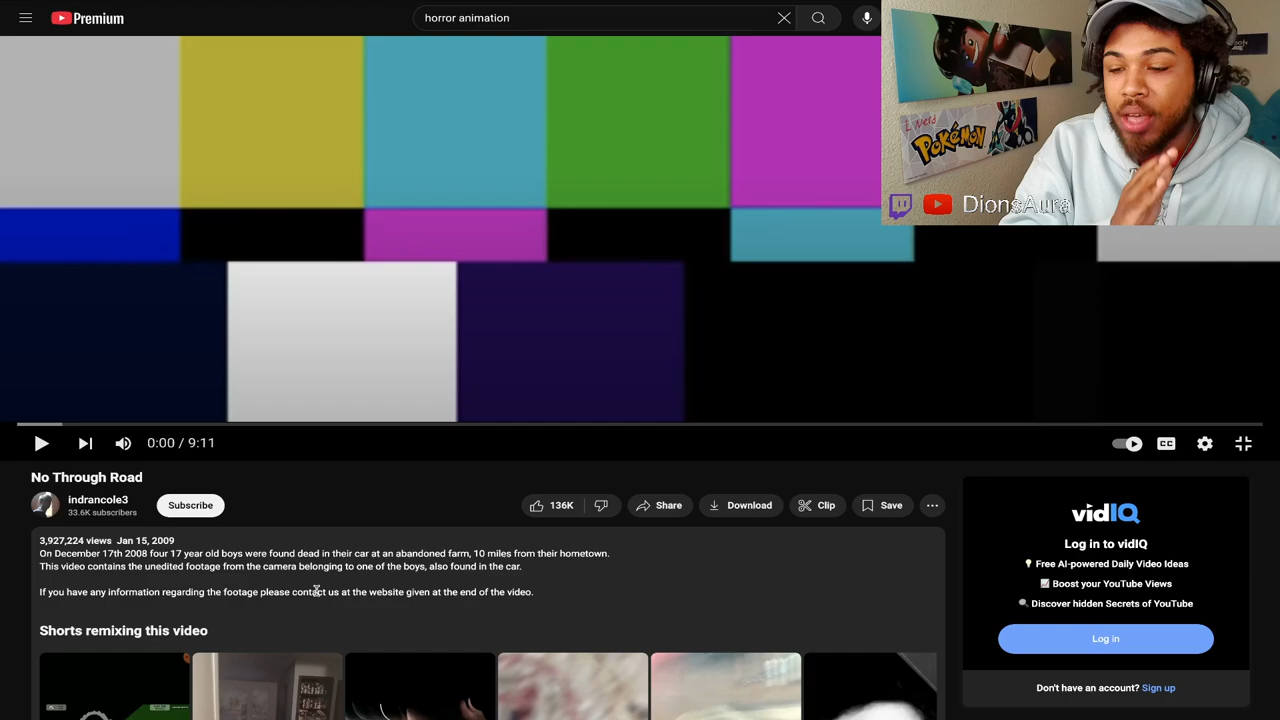 Premium
horror animation
I Nerd
POKéMON
DionsAura
0:00 / 9:11
CC
No Through Road
indrancole3
33.6K subscribers
Subscribe
136K
Share
Download
Clip
Save
3,927,224 views Jan 15, 2009
On December 17th 2008 four 17 year old boys were found dead in their car at an abandoned farm, 10 miles from their hometown.
This video contains the unedited footage from the camera belonging to one of the boys, also found in the car.
If you have any information regarding the footage please contact us at the website given at the end of the video.
Shorts remixing this video
vidIQ
Log in to vidIQ
Free AI-powered Daily Video Ideas
Boost your YouTube Views
Discover hidden Secrets of YouTube
Log in
Don't have an account? Sign up